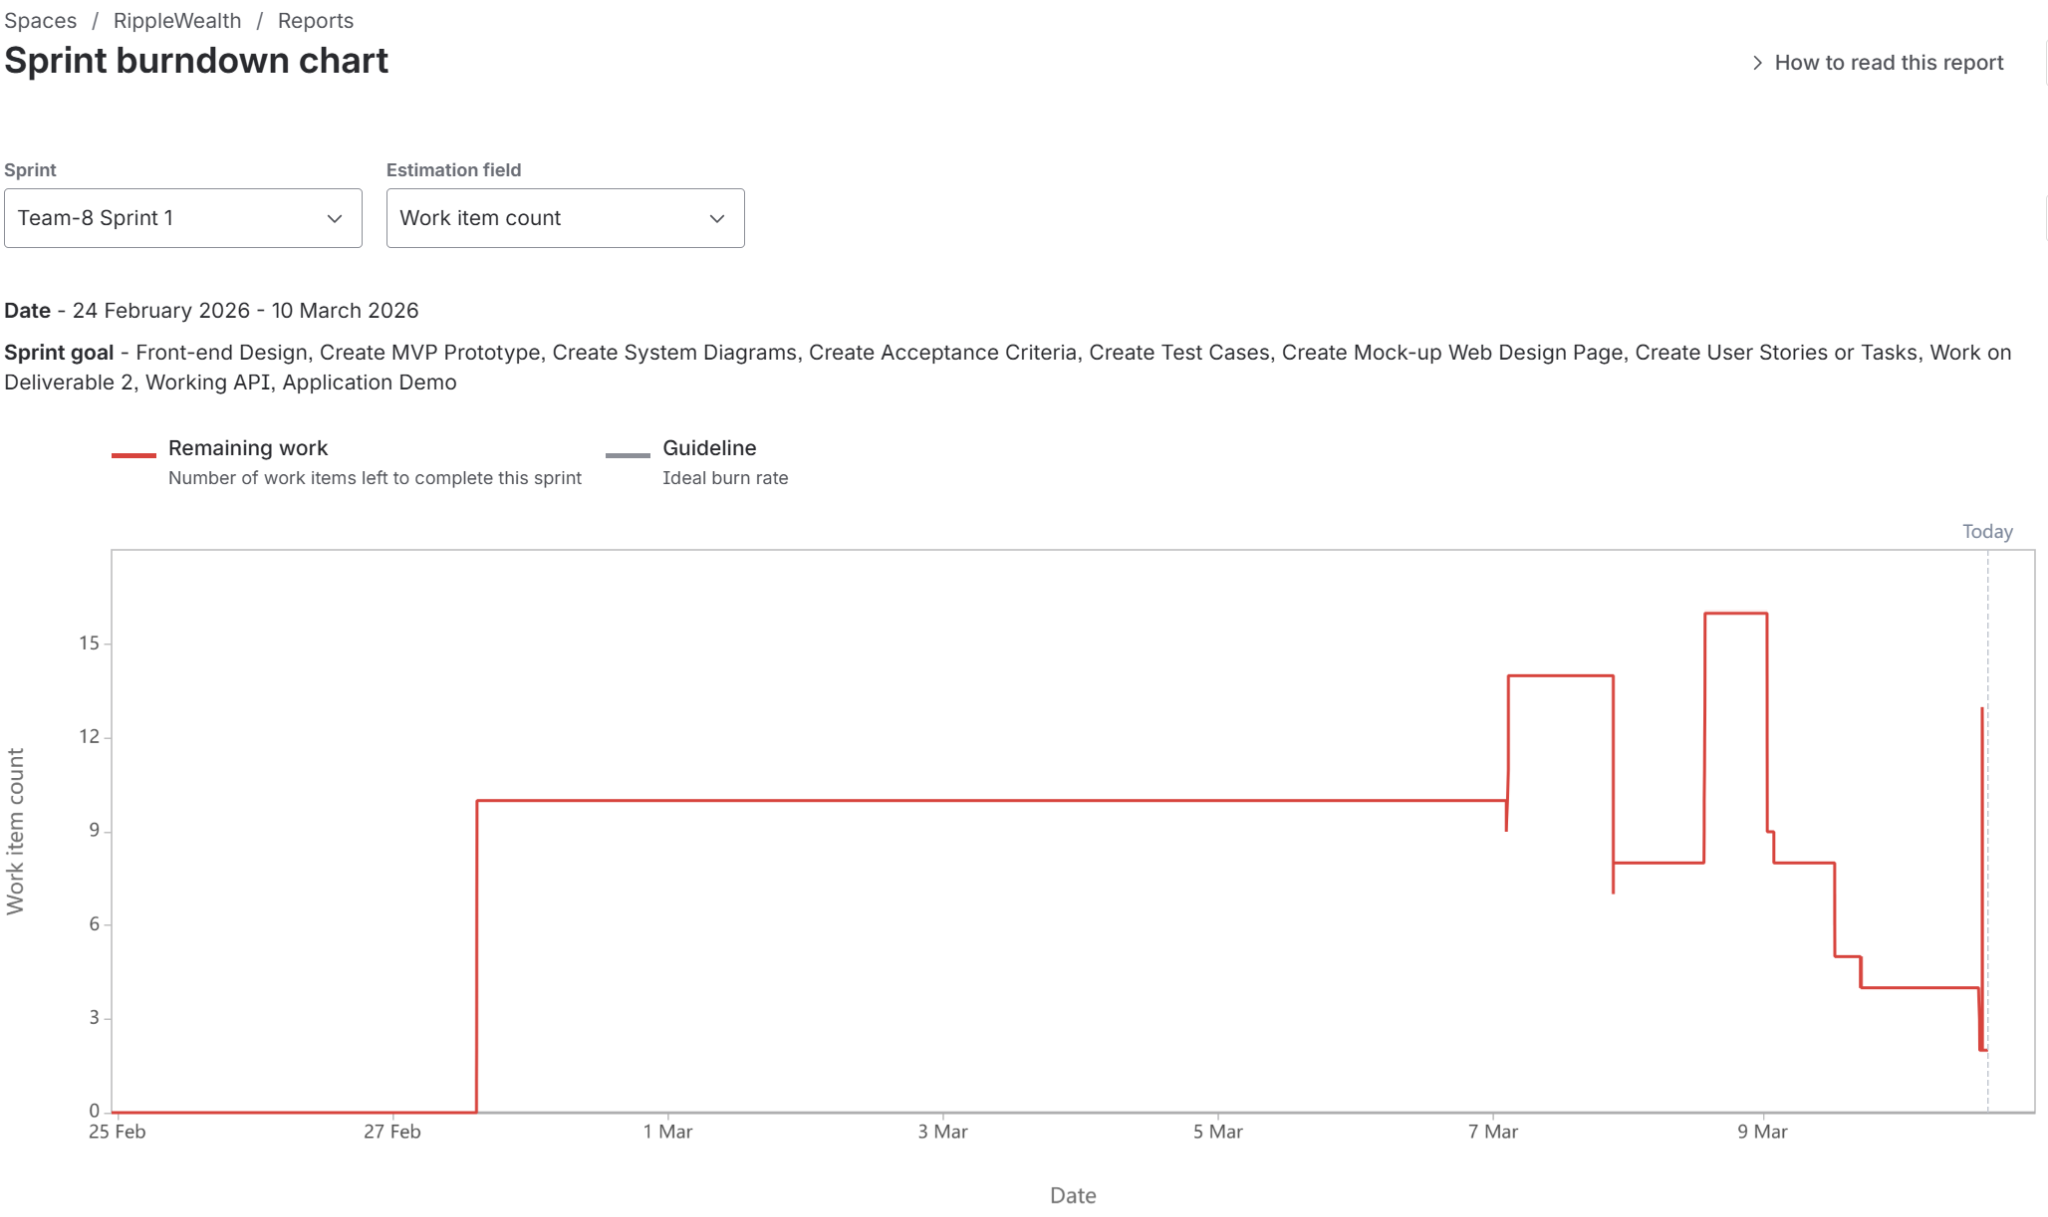 Spaces / RippleWealth / Reports
Sprint burndown chart
How to read this report
Sprint
Estimation field
Team-8 Sprint 1
Work item count
Date - 24 February 2026 - 10 March 2026
Sprint goal - Front-end Design, Create MVP Prototype, Create System Diagrams, Create Acceptance Criteria, Create Test Cases, Create Mock-up Web Design Page, Create User Stories or Tasks, Work on
Deliverable 2, Working API, Application Demo
Remaining work
Number of work items left to complete this sprint
Guideline
Ideal burn rate
Today
15
12
9
6
3
0
Work item count
25 Feb
27 Feb
1 Mar
3 Mar
5 Mar
7 Mar
9 Mar
Date